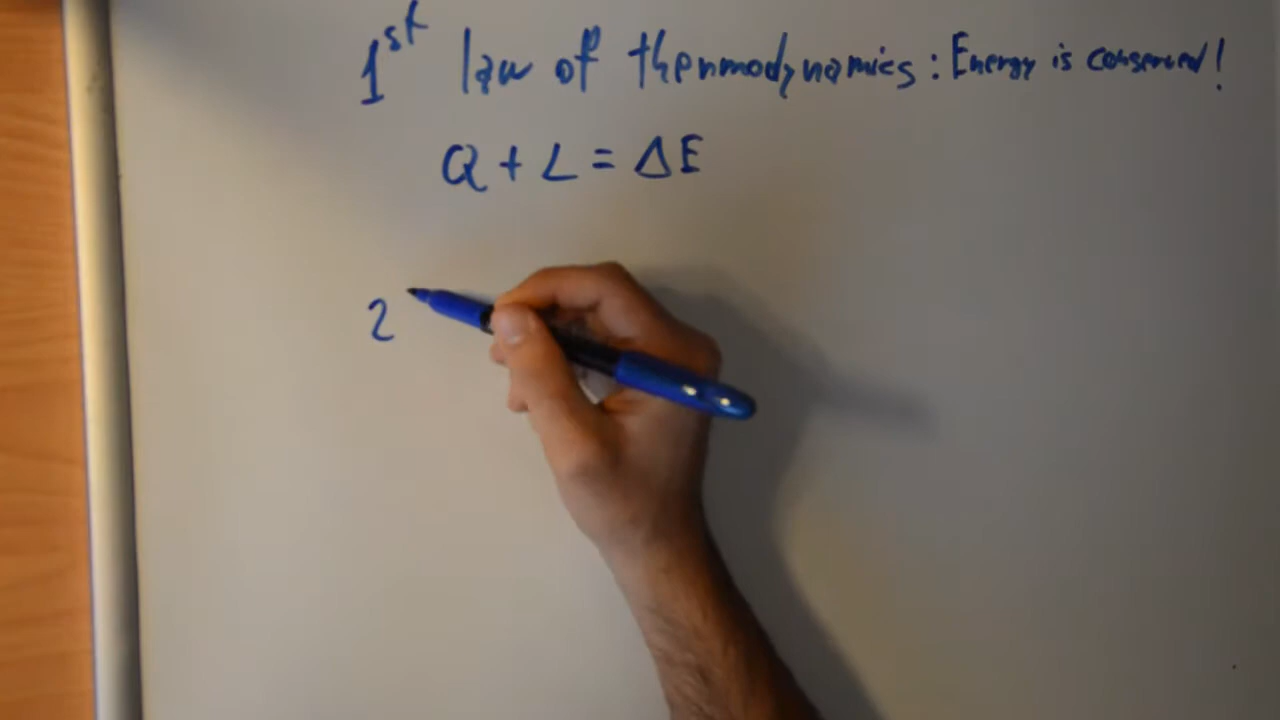 1st law of thermodynamics: Energy is conserved!
Q + L = ΔE
2